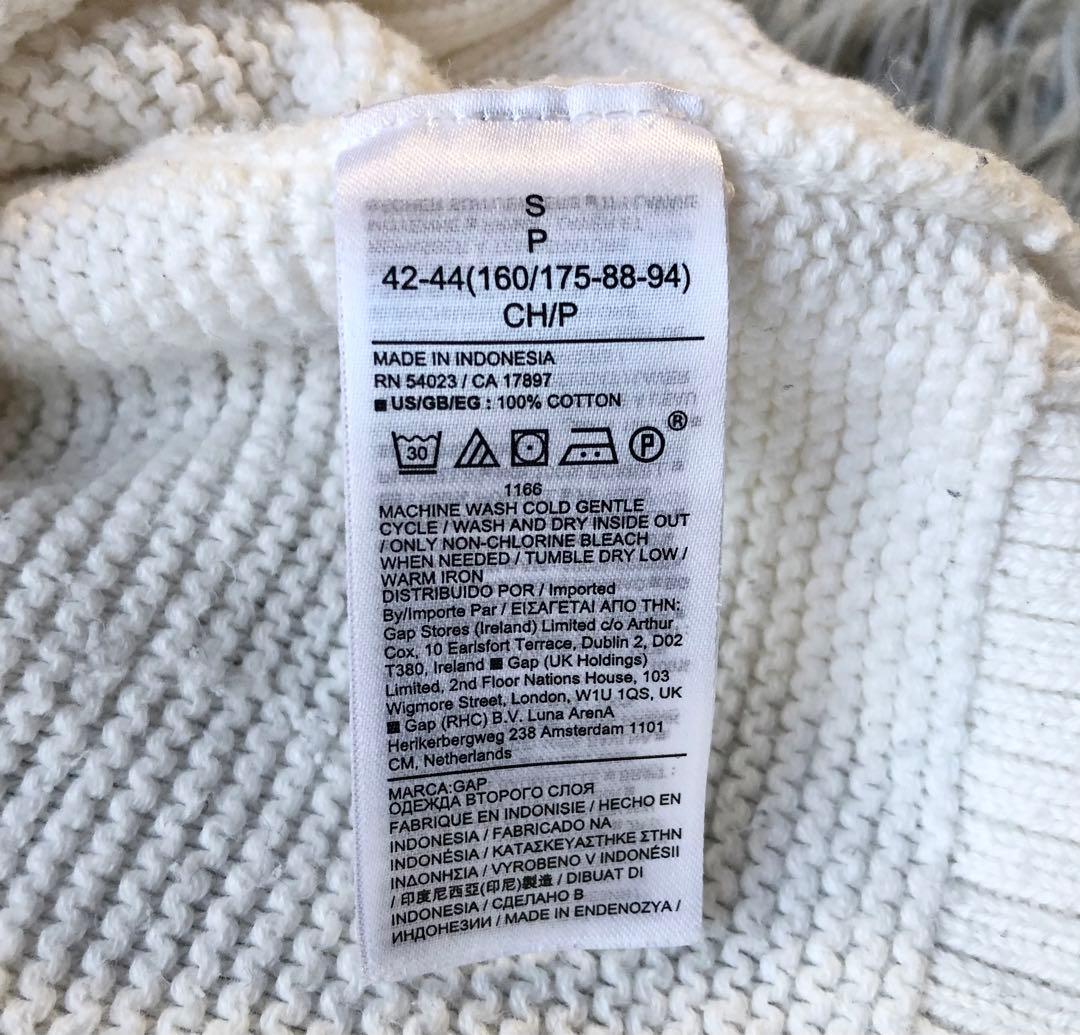 S
P
42-44(160/175-88-94)
CH/P
MADE IN INDONESIA
RN 54023 / CA 17897
■ US/GB/EG : 100% COTTON
30 P ®
1166
MACHINE WASH COLD GENTLE
CYCLE / WASH AND DRY INSIDE OUT
/ ONLY NON-CHLORINE BLEACH
WHEN NEEDED / TUMBLE DRY LOW /
WARM IRON
DISTRIBUIDO POR / Imported
By/Importe Par / ΕΙΣΑΓΕΤΑΙ ΑΠΟ ΤΗΝ:
Gap Stores (Ireland) Limited c/o Arthur
Cox, 10 Earlsfort Terrace, Dublin 2, D02
T380, Ireland ■ Gap (UK Holdings)
Limited, 2nd Floor Nations House, 103
Wigmore Street, London, W1U 1QS, UK
■ Gap (RHC) B.V. Luna ArenA
Herikerbergweg 238 Amsterdam 1101
CM, Netherlands
MARCA:GAP
ОДЕЖДА ВТОРОГО СЛОЯ
FABRIQUE EN INDONISIE / HECHO EN
INDONESIA / FABRICADO NA
INDONÉSIA / ΚΑΤΑΣΚΕΥΑΣΤΗΚΕ ΣΤΗΝ
ΙΝΔΟΝΗΣΙΑ / VYROBENO V INDONÉSII
/ 印度尼西亞(印尼)製造 / DIBUAT DI
INDONESIA / СДЕЛАНО В
ИНДОНЕЗИИ / MADE IN ENDENOZYA /